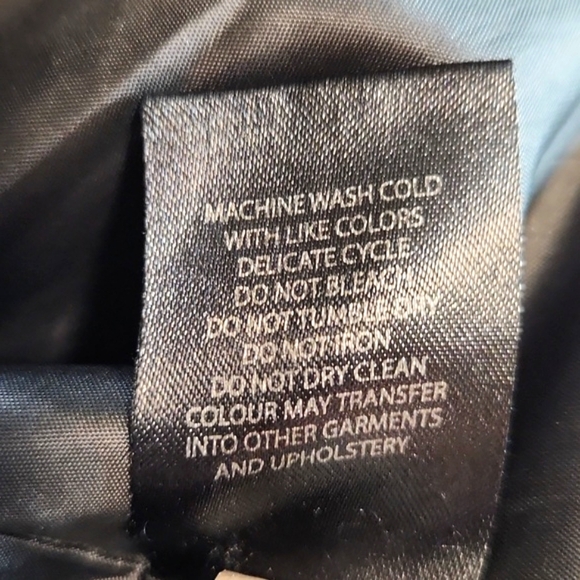 MACHINE WASH COLD
WITH LIKE COLORS
DELICATE CYCLE
DO NOT BLEACH
DO NOT TUMBLE DRY
DO NOT IRON
DO NOT DRY CLEAN
COLOUR MAY TRANSFER
INTO OTHER GARMENTS
AND UPHOLSTERY